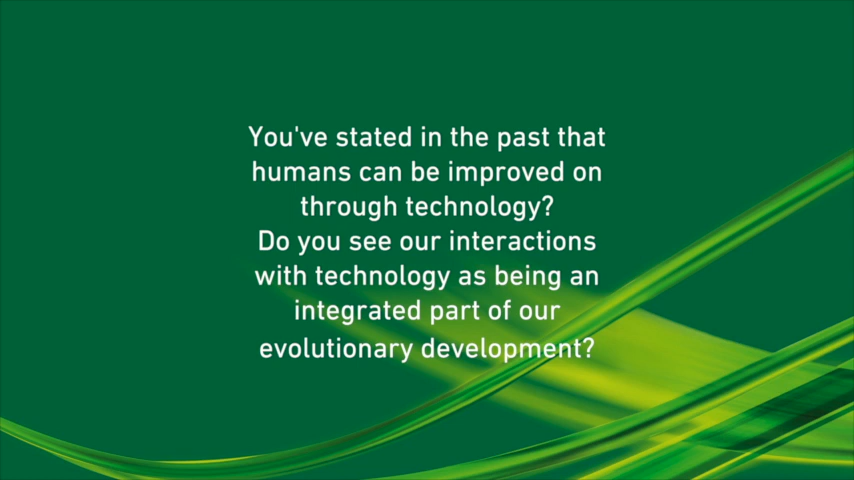 You've stated in the past that
humans can be improved on
through technology?
Do you see our interactions
with technology as being an
integrated part of our
evolutionary development?